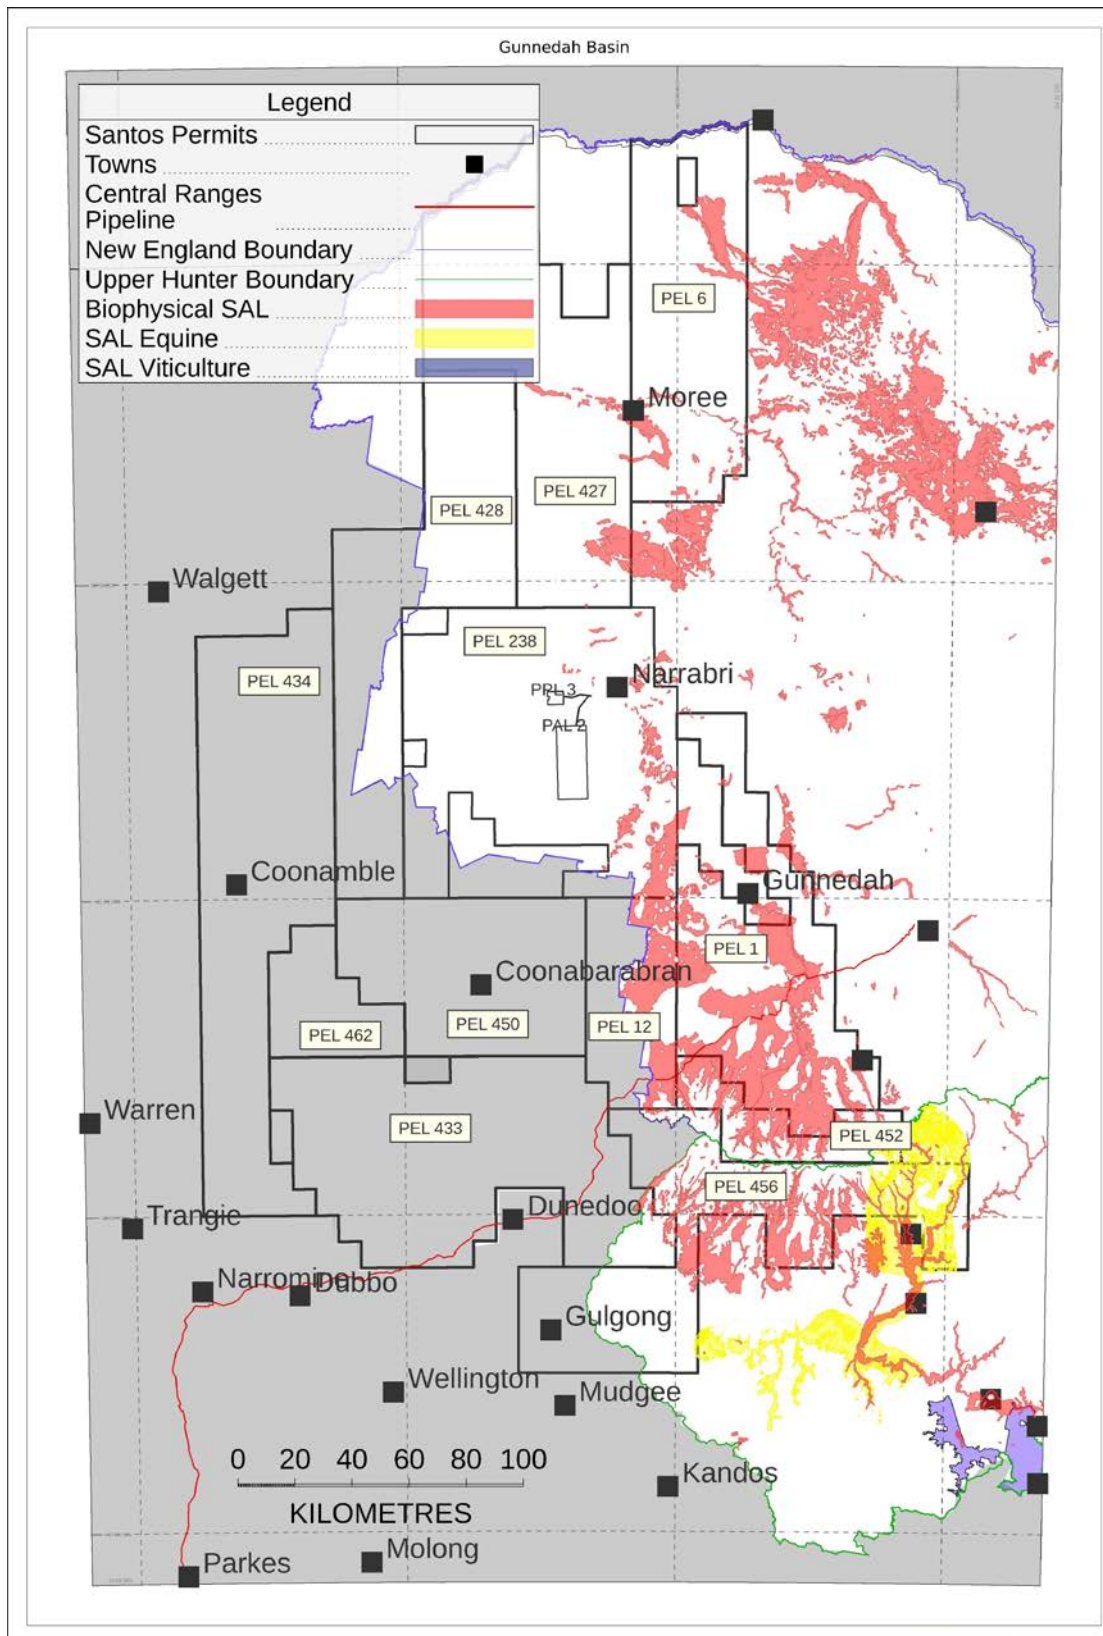 Gunnedah Basin
Legend
Santos Permits
Towns
Central Ranges
Pipeline
New England Boundary
Upper Hunter Boundary
Biophysical SAL
SAL Equine
SAL Viticulture
PEL 6
Moree
PEL 427
PEL 428
Walgett
PEL 238
PEL 434
Narrabri
PPL 3
PAL 2
Coonamble
Gunnedah
PEL 1
Coonabarabran
PEL 462
PEL 450
PEL 12
Warren
PEL 433
PEL 452
PEL 456
Trangie
Dunedoo
Narromine
Dubbo
Gulgong
Wellington
Mudgee
0 20 40 60 80 100
KILOMETRES
Kandos
Parkes
Molong